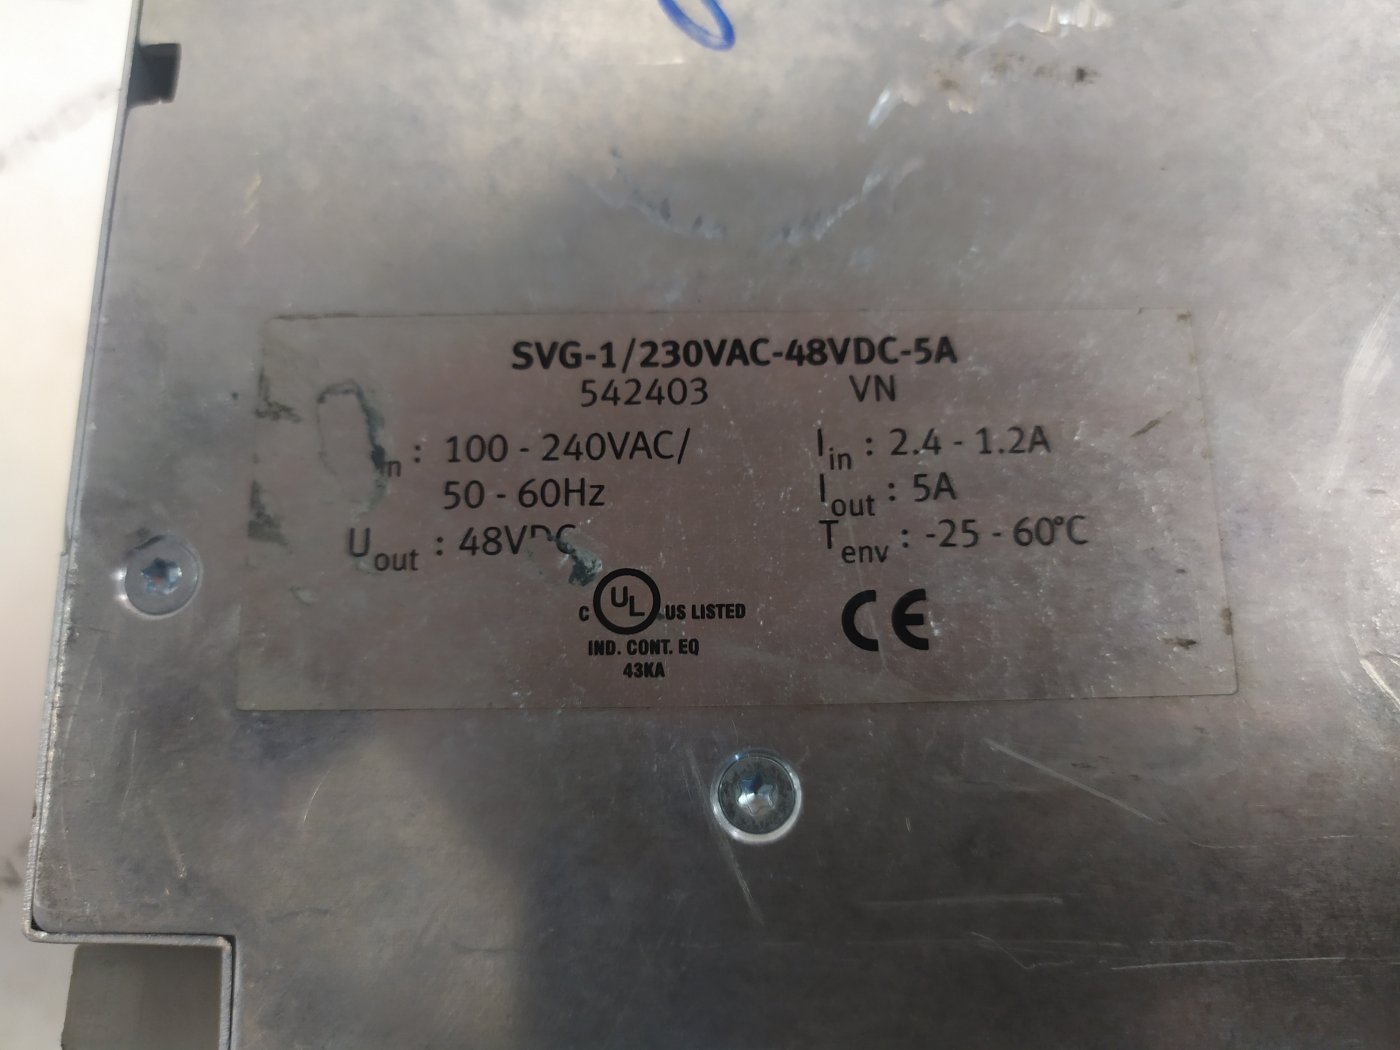 SVG-1/230VAC-48VDC-5A
542403 VN
in : 100 - 240VAC/ Iin : 2.4 - 1.2A
50 - 60Hz Iout : 5A
Uout : 48VDC Tenv : -25 - 60°C
C UL US LISTED CE
IND. CONT. EQ
43KA